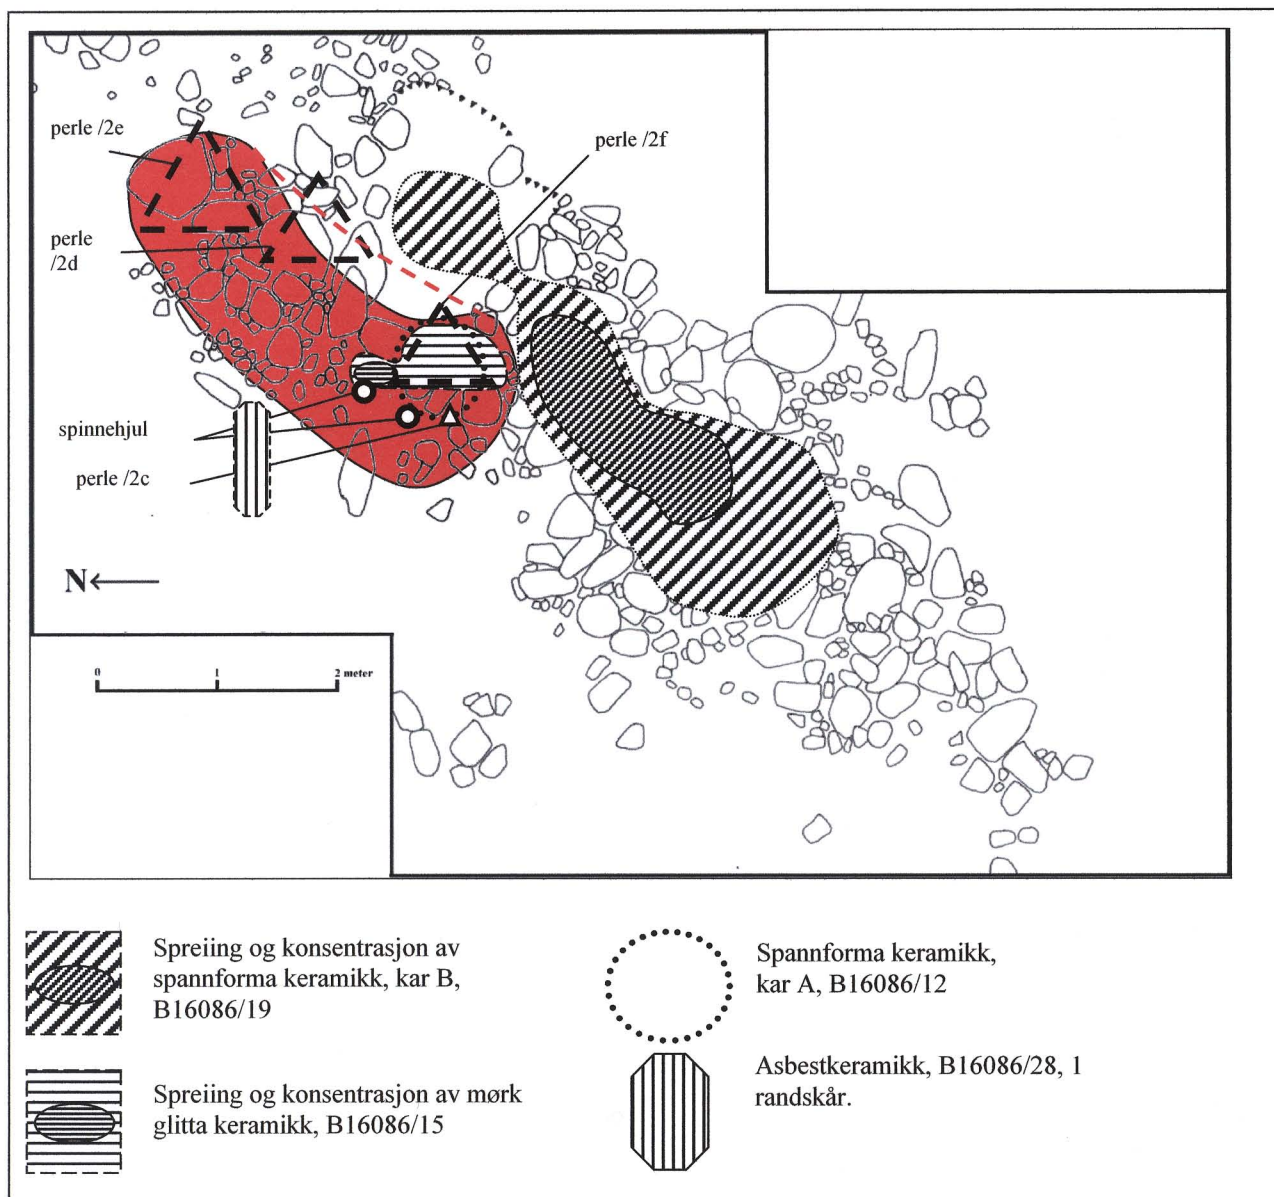 perle /2e
perle /2f
perle
/2d
spinnehjul
perle /2c
N
0
1
2 meter
Spreiing og konsentrasjon av
spannforma keramikk, kar B,
B16086/19
Spannforma keramikk,
kar A, B16086/12
Spreiing og konsentrasjon av mørk
glitta keramikk, B16086/15
Asbestkeramikk, B16086/28, 1
randskår.